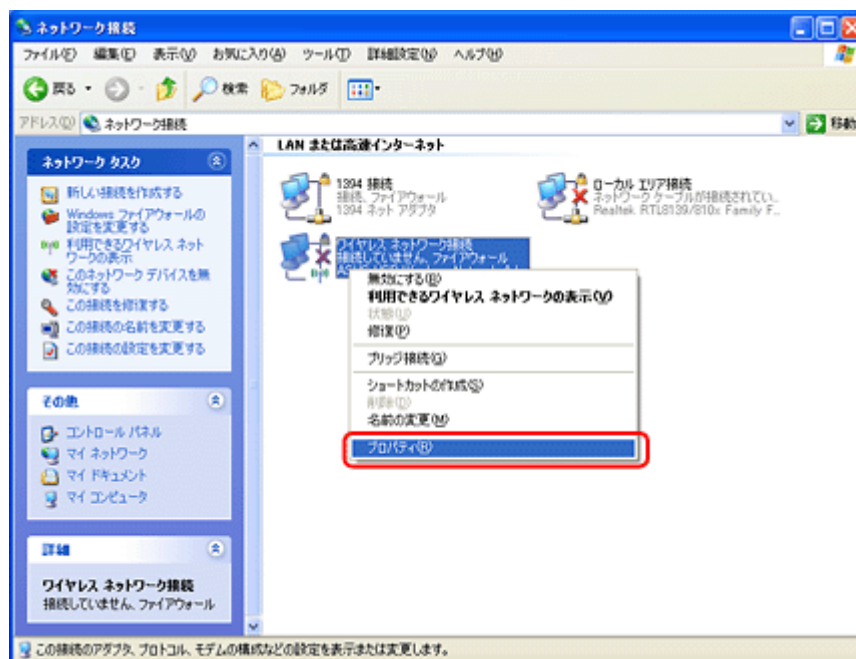 ネットワーク接続
ファイル(F) 編集(E) 表示(V) お気に入り(A) ツール(T) 詳細設定(N) ヘルプ(H)
戻る 検索 フォルダ
アドレス(D) ネットワーク接続 移動
ネットワーク タスク
新しい接続を作成する
Windows ファイアウォールの
設定を変更する
利用できるワイヤレス ネット
ワークの表示
このネットワーク デバイスを無
効にする
この接続を修復する
この接続の名前を変更する
この接続の設定を変更する
その他
コントロール パネル
マイ ネットワーク
マイ ドキュメント
マイ コンピュータ
詳細
ワイヤレス ネットワーク接続
接続していません、ファイアウォール
LAN または高速インターネット
1394 接続
接続、ファイアウォール
1394 ネット アダプタ
ローカル エリア接続
ネットワーク ケーブルが接続されてい...
Realtek RTL8139/810x Family F...
ワイヤレス ネットワーク接続
接続していません、ファイアウォール
無効にする(B)
利用できるワイヤレス ネットワークの表示(V)
状態(U)
修復(P)
ブリッジ接続(G)
ショートカットの作成(S)
削除(D)
名前の変更(M)
プロパティ(R)
この接続のアダプタ、プロトコル、モデムの構成などの設定を表示または変更します。